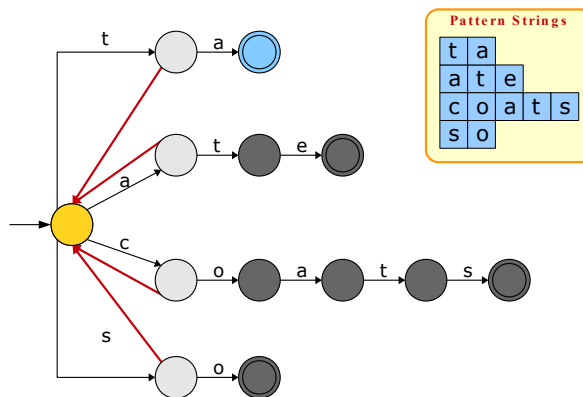 Pattern Strings
t a
a t e
c o a t s
s o
t a
a t e
c o a t s
s o